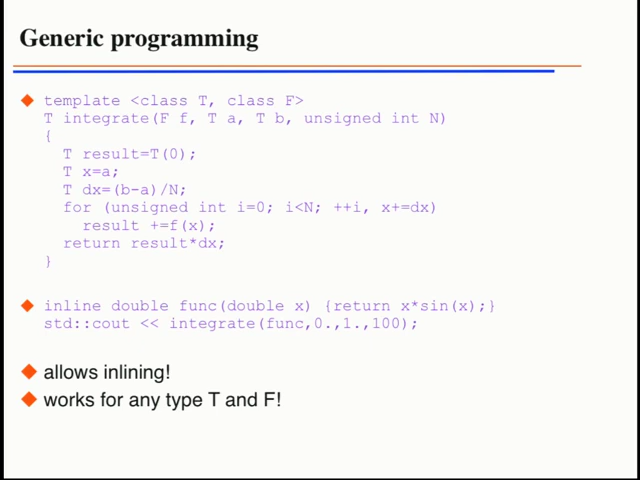 Generic programming
template <class T, class F>
T integrate(F f, T a, T b, unsigned int N)
{
T result=T(0);
T x=a;
T dx=(b-a)/N;
for (unsigned int i=0; i<N; ++i, x+=dx)
result +=f(x);
return result*dx;
}
inline double func(double x) {return x*sin(x);}
std::cout << integrate(func,0.,1.,100);
allows inlining!
works for any type T and F!